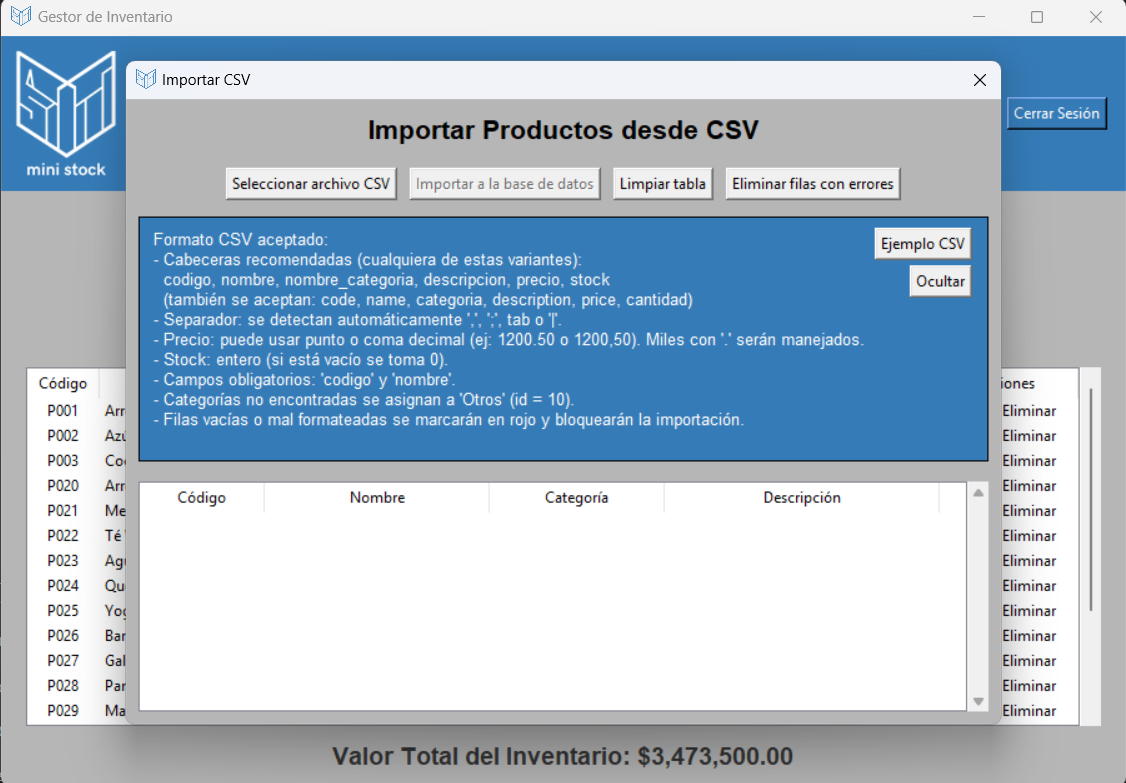 Gestor de Inventario
mini stock
Cerrar Sesión
Importar CSV
Importar Productos desde CSV
Seleccionar archivo CSV
Importar a la base de datos
Limpiar tabla
Eliminar filas con errores
Formato CSV aceptado:
- Cabeceras recomendadas (cualquiera de estas variantes):
codigo, nombre, nombre_categoria, descripcion, precio, stock
(también se aceptan: code, name, categoria, description, price, cantidad)
- Separador: se detectan automáticamente ',', ';', tab o '|'.
- Precio: puede usar punto o coma decimal (ej: 1200.50 o 1200,50). Miles con '.' serán manejados.
- Stock: entero (si está vacío se toma 0).
- Campos obligatorios: 'codigo' y 'nombre'.
- Categorías no encontradas se asignan a 'Otros' (id = 10).
- Filas vacías o mal formateadas se marcarán en rojo y bloquearán la importación.
Ejemplo CSV
Ocultar
Código Nombre Categoría Descripción
Código iones
P001 Arr Eliminar
P002 Azú Eliminar
P003 Co Eliminar
P020 Arr Eliminar
P021 Me Eliminar
P022 Té Eliminar
P023 Agu Eliminar
P024 Qu Eliminar
P025 Yog Eliminar
P026 Bar Eliminar
P027 Gal Eliminar
P028 Par Eliminar
P029 Ma Eliminar
Valor Total del Inventario: $3,473,500.00